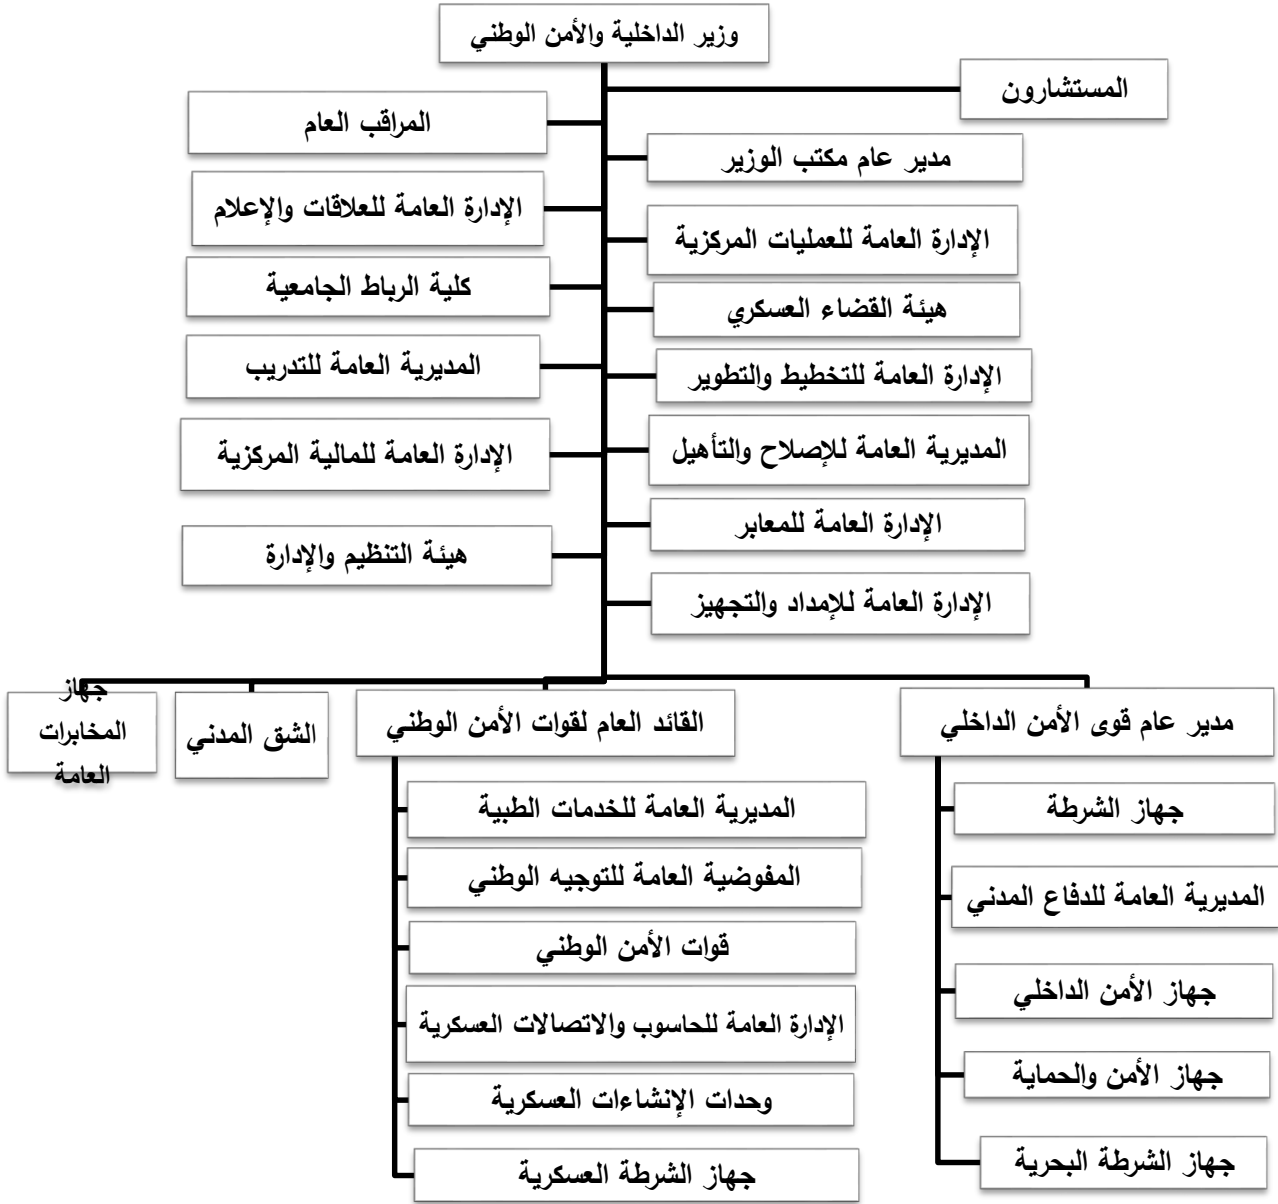 وزير الداخلية والأمن الوطني
المستشارون
المراقب العام
مدير عام مكتب الوزير
الإدارة العامة للعلاقات والإعلام
الإدارة العامة للعمليات المركزية
كلية الرباط الجامعية
هيئة القضاء العسكري
المديرية العامة للتدريب
الإدارة العامة للتخطيط والتطوير
الإدارة العامة للمالية المركزية
المديرية العامة للإصلاح والتأهيل
الإدارة العامة للمعابر
هيئة التنظيم والإدارة
الإدارة العامة للإمداد والتجهيز
مدير عام قوى الأمن الداخلي
القائد العام لقوات الأمن الوطني
الشق المدني
جهاز
المخابرات
العامة
جهاز الشرطة
المديرية العامة للدفاع المدني
جهاز الأمن الداخلي
جهاز الأمن والحماية
جهاز الشرطة البحرية
المديرية العامة للخدمات الطبية
المفوضية العامة للتوجيه الوطني
قوات الأمن الوطني
الإدارة العامة للحاسوب والاتصالات العسكرية
وحدات الإنشاءات العسكرية
جهاز الشرطة العسكرية